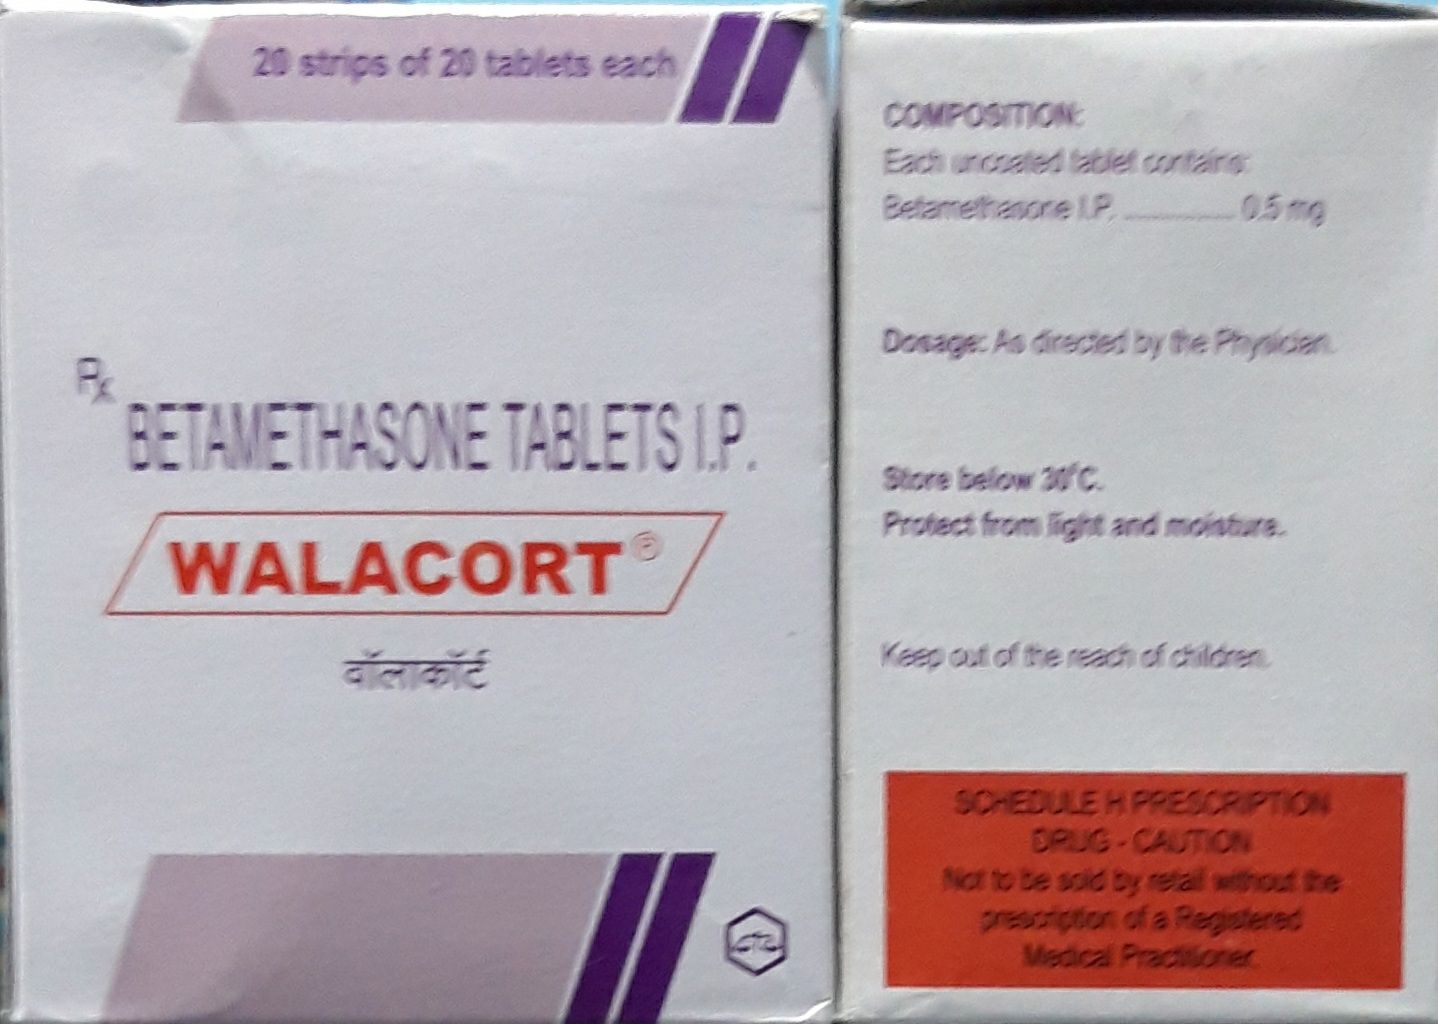 20 strips of 20 tablets each
Rx
BETAMETHASONE TABLETS I.P.
WALACORT®
वॉलाकॉर्ट
COMPOSITION:
Each uncoated tablet contains:
Betamethasone I.P. .................. 0.5 mg
Dosage: As directed by the Physician.
Store below 30°C.
Protect from light and moisture.
Keep out of the reach of children.
SCHEDULE H PRESCRIPTION
DRUG - CAUTION
Not to be sold by retail without the
prescription of a Registered
Medical Practitioner.